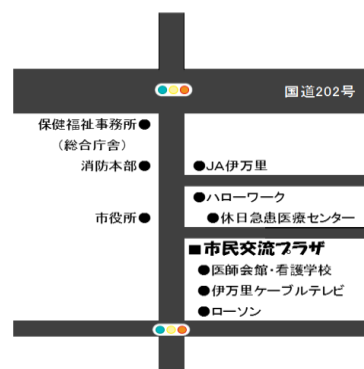 国道202号
保健福祉事務所●
（総合庁舎）
消防本部●
●JA伊万里
●ハローワーク
市役所●
●休日急患医療センター
■市民交流プラザ
●医師会館・看護学校
●伊万里ケーブルテレビ
●ローソン